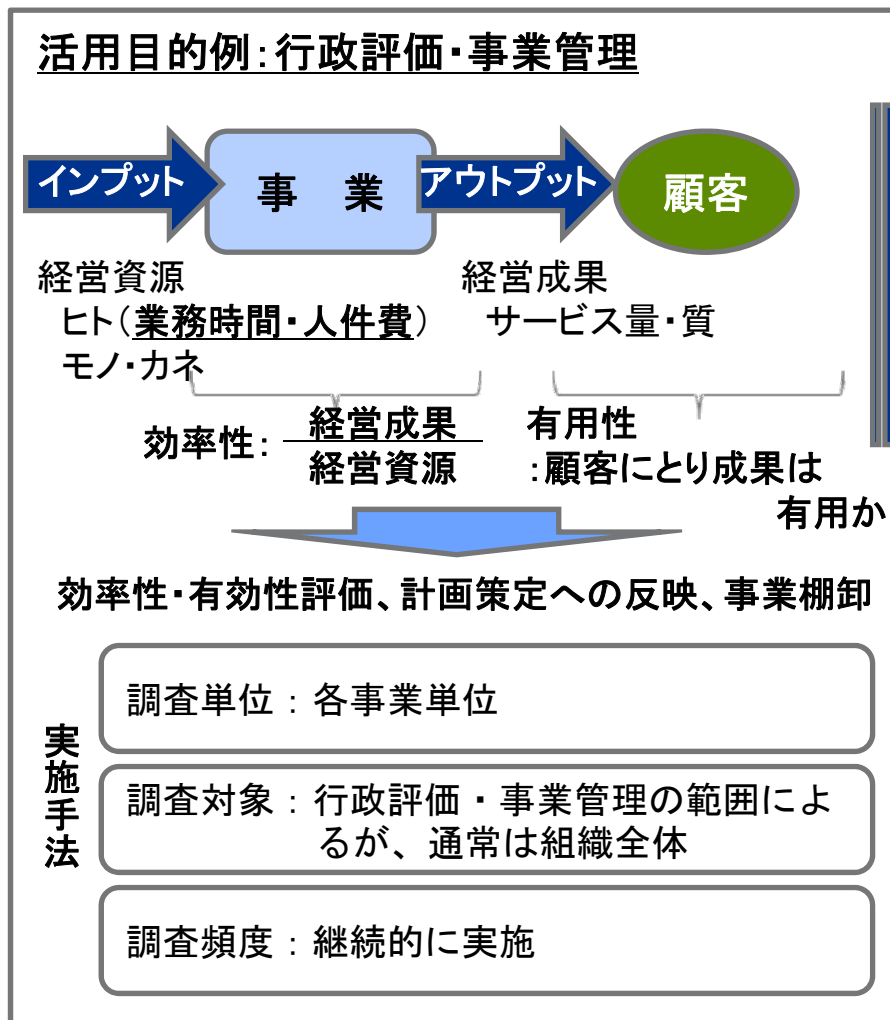 活用目的例：行政評価・事業管理
インプット
事　業
アウトプット
顧客
経営資源
ヒト（業務時間・人件費）
モノ・カネ
経営成果
サービス量・質
効率性：
経営成果
経営資源
有用性
：顧客にとり成果は
有用か
効率性・有効性評価、計画策定への反映、事業棚卸
実施手法
調査単位 ： 各事業単位
調査対象 ： 行政評価 ・ 事業管理の範囲によ
るが、 通常は組織全体
調査頻度 ： 継続的に実施